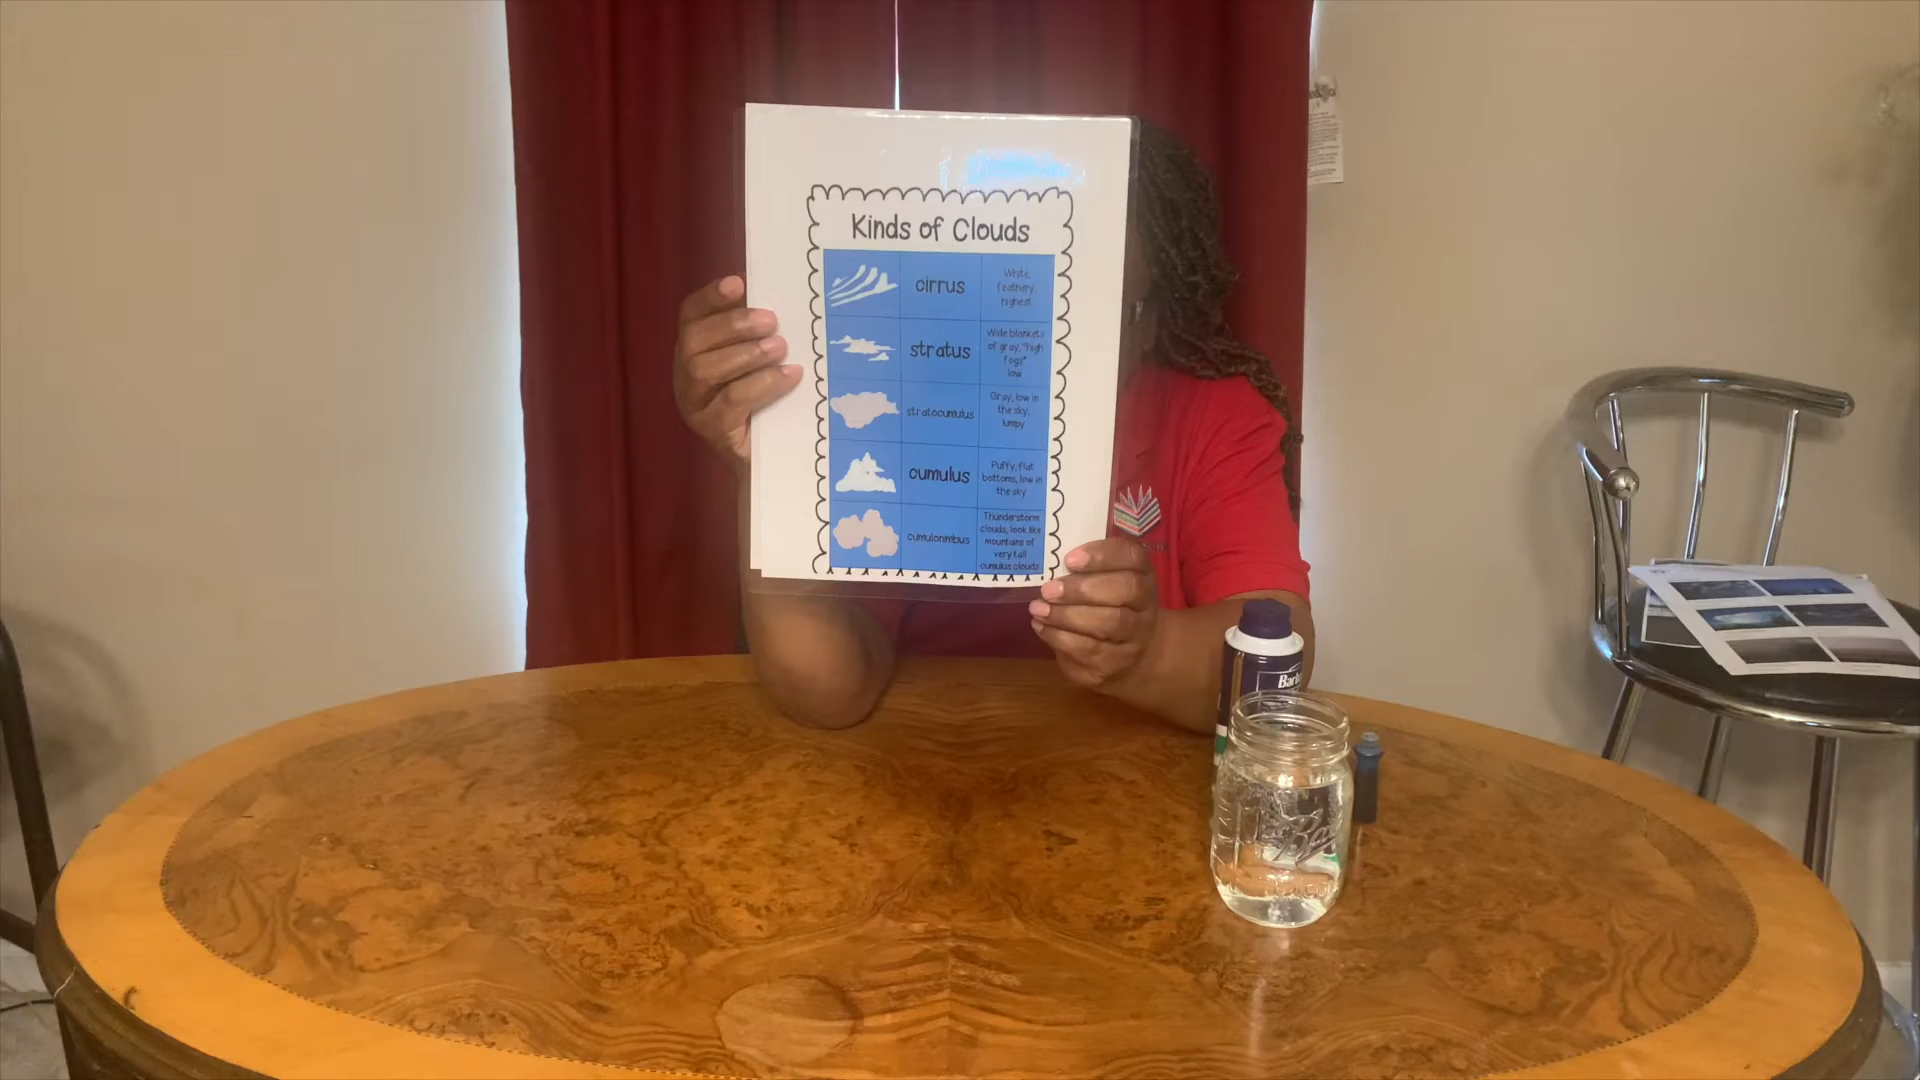 Kinds of Clouds
cirrus
White,
feathery,
highest
stratus
Wide blankets
of gray, "high
fogs"
low
stratocumulus
Gray, low in
the sky,
lumpy
cumulus
Puffy, flat
bottoms, low in
the sky
cumulonimbus
Thunderstorm
clouds, look like
mountains of
very tall
cumulus clouds
Ball